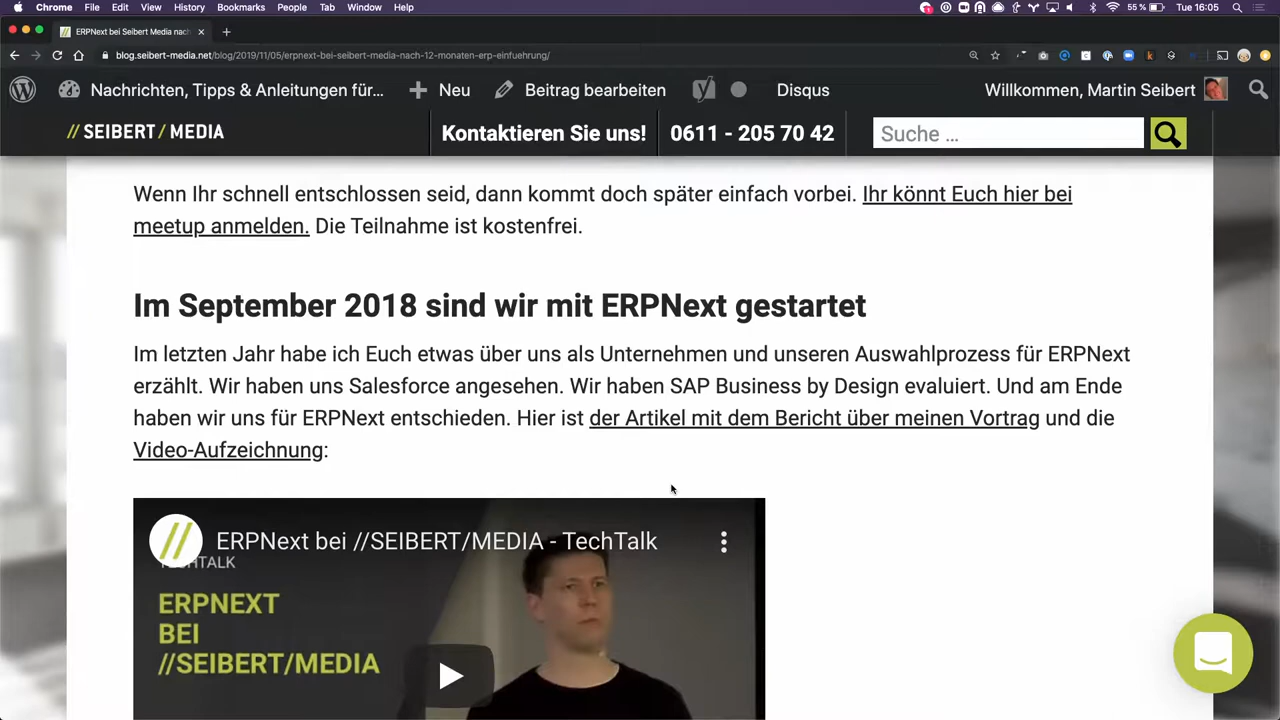 Chrome File Edit View History Bookmarks People Tab Window Help 1 55 % Tue 16:05
ERPNext bei Seibert Media nach
blog.seibert-media.net/blog/2019/11/05/erpnext-bei-seibert-media-nach-12-monaten-erp-einfuehrung/
Nachrichten, Tipps & Anleitungen für... Neu Beitrag bearbeiten Disqus Willkommen, Martin Seibert
// SEIBERT / MEDIA Kontaktieren Sie uns! 0611 - 205 70 42 Suche ...
Wenn Ihr schnell entschlossen seid, dann kommt doch später einfach vorbei. Ihr könnt Euch hier bei
meetup anmelden. Die Teilnahme ist kostenfrei.
Im September 2018 sind wir mit ERPNext gestartet
Im letzten Jahr habe ich Euch etwas über uns als Unternehmen und unseren Auswahlprozess für ERPNext
erzählt. Wir haben uns Salesforce angesehen. Wir haben SAP Business by Design evaluiert. Und am Ende
haben wir uns für ERPNext entschieden. Hier ist der Artikel mit dem Bericht über meinen Vortrag und die
Video-Aufzeichnung:
ERPNext bei //SEIBERT/MEDIA - TechTalk
TECHTALK
ERPNEXT
BEI
//SEIBERT/MEDIA